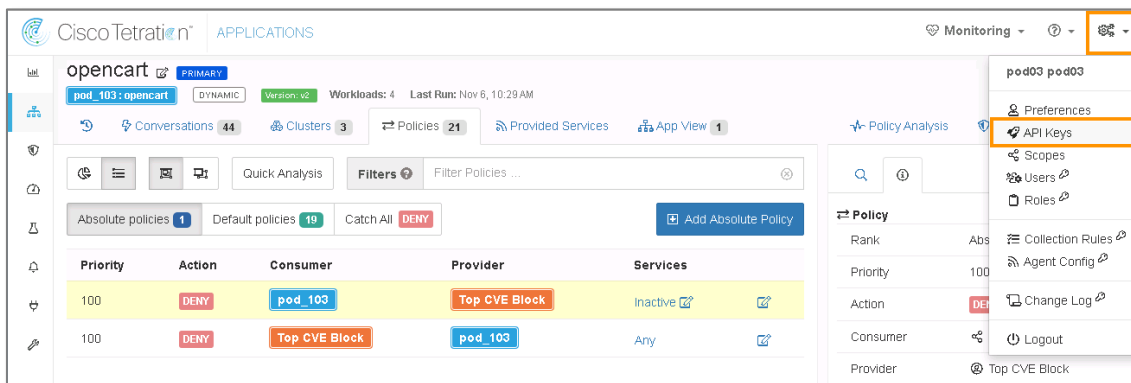 Cisco Tetration™ APPLICATIONS Monitoring
opencart PRIMARY
pod_103 : opencart DYNAMIC Version: v2 Workloads: 4 Last Run: Nov 6, 10:29 AM
Conversations 44 Clusters 3 Policies 21 Provided Services App View 1 Policy Analysis
Quick Analysis Filters Filter Policies ...
Absolute policies 1 Default policies 19 Catch All DENY Add Absolute Policy
Priority Action Consumer Provider Services
100 DENY pod_103 Top CVE Block Inactive
100 DENY Top CVE Block pod_103 Any
Policy
Rank Abs
Priority 100
Action DE
Consumer
Provider Top CVE Block
pod03 pod03
Preferences
API Keys
Scopes
Users
Roles
Collection Rules
Agent Config
Change Log
Logout